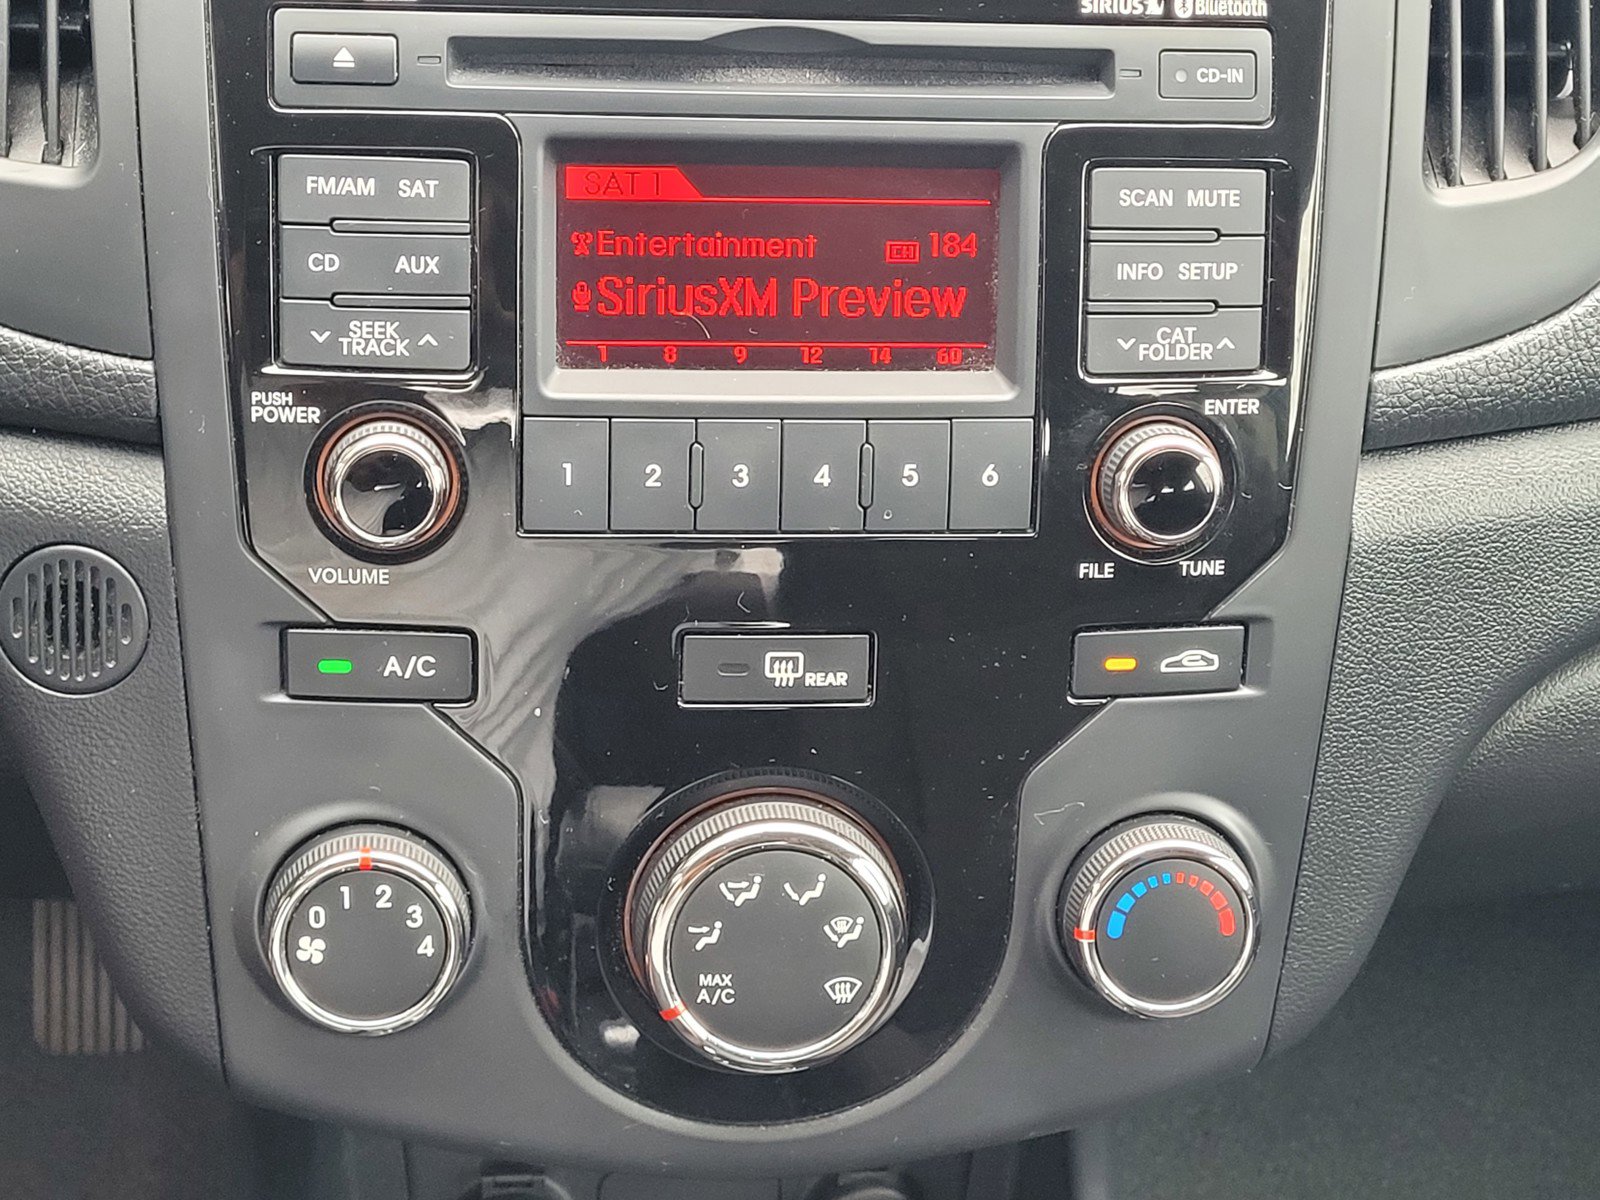 SIRIUS Bluetooth
CD-IN
FM/AM SAT
CD AUX
SEEK
TRACK
PUSH
POWER
VOLUME
SAT 1
Entertainment CH 184
SiriusXM Preview
1 8 9 12 14 60
1 2 3 4 5 6
SCAN MUTE
INFO SETUP
CAT
FOLDER
ENTER
FILE TUNE
A/C
REAR
0 1 2 3 4
MAX
A/C